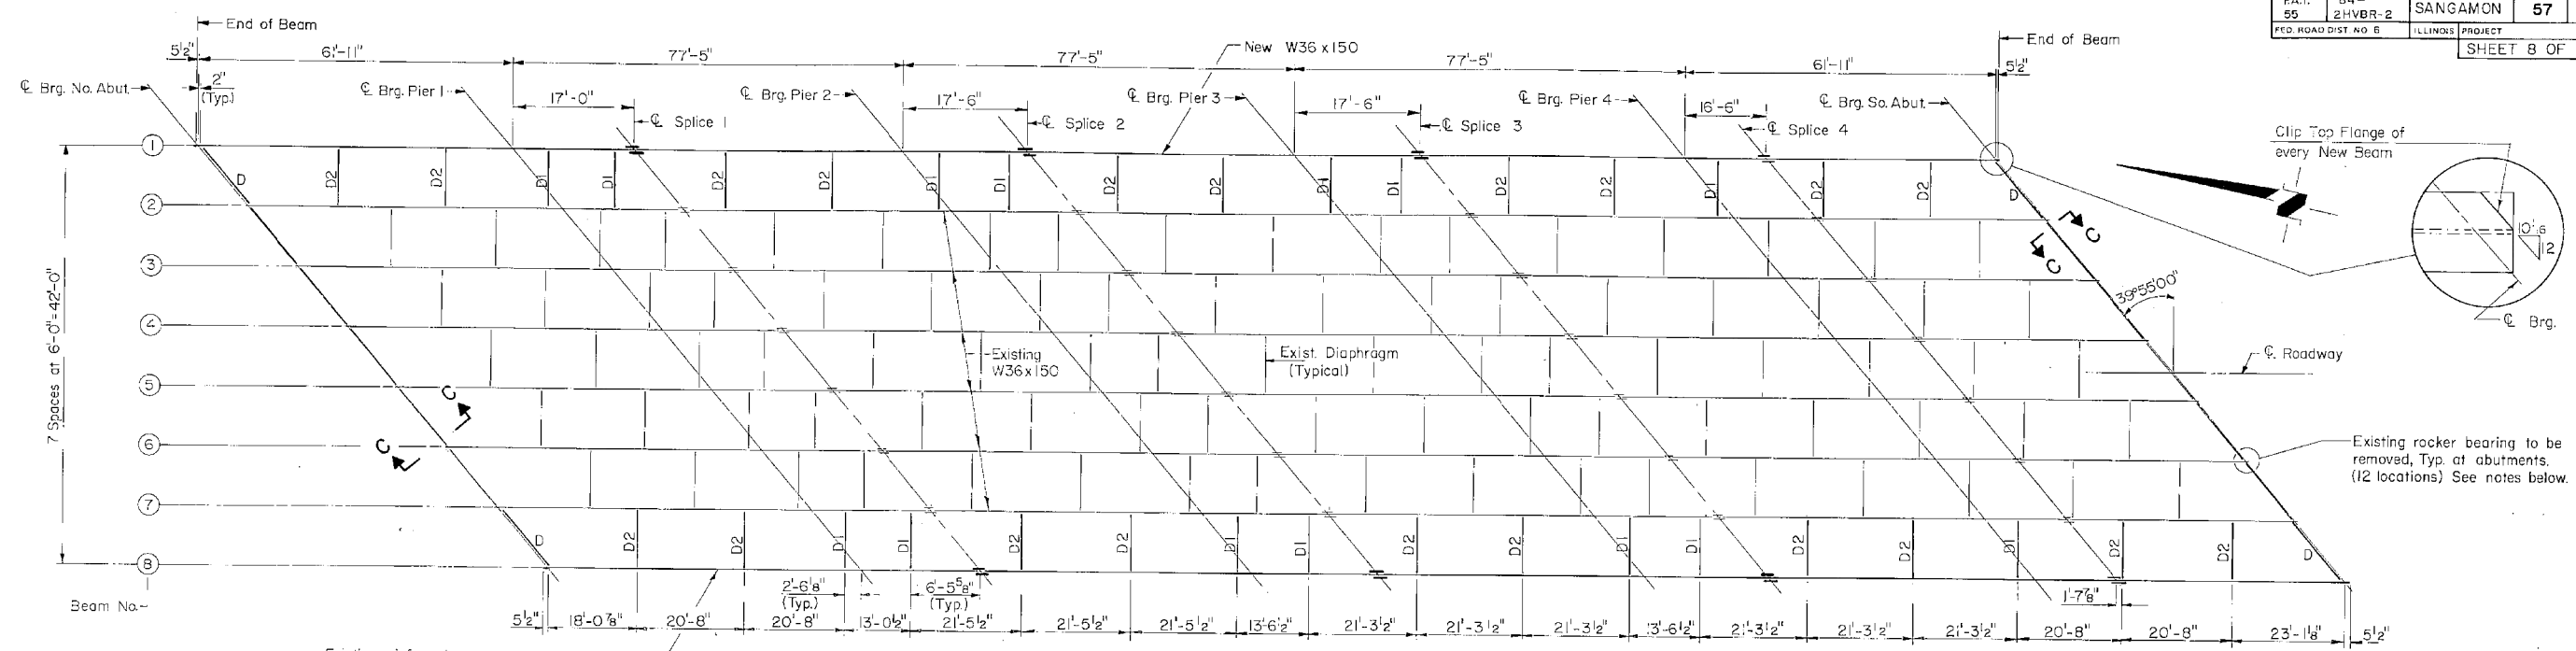 F.A.I.
55
84-
2HVBR-2
SANGAMON
57
FED. ROAD DIST. NO 6
ILLINOIS
PROJECT
SHEET 8 OF
End of Beam
End of Beam
5½"
61'-11"
77'-5"
77'-5"
77'-5"
61'-11"
5½"
New W36 x 150
2"
(Typ.)
℄ Brg. No. Abut.
℄ Brg. Pier 1
17'-0"
℄ Splice 1
℄ Brg. Pier 2
17'-6"
℄ Splice 2
℄ Brg. Pier 3
17'-6"
℄ Splice 3
℄ Brg. Pier 4
16'-6"
℄ Splice 4
℄ Brg. So. Abut.
Clip Top Flange of
every New Beam
12
℄ Brg.
1
2
3
4
5
6
7
8
Beam No.
7 Spaces at 6'-0"=42'-0"
D D2 D2 D1 D1 D2 D2 D1 D1 D2 D2 D1 D1 D2 D2 D1 D2 D2 D
C
C
C
C
39°55'00"
℄ Roadway
Existing
W36x150
Exist. Diaphragm
(Typical)
Existing rocker bearing to be
removed, Typ. at abutments.
(12 locations) See notes below.
D D2 D2 D1 D1 D2 D2 D1 D1 D2 D2 D1 D1 D2 D2 D1 D2 D2 D
2'-6⅛"
(Typ.)
6'-5⅝"
(Typ.)
1'-7⅞"
5½" 18'-0⅞" 20'-8" 20'-8" 13'-0½" 21'-5½" 21'-5½" 21'-5½" 13'-6½" 21'-3½" 21'-3½" 21'-3½" 13'-6½" 21'-3½" 21'-3½" 21'-3½" 20'-8" 20'-8" 23'-1⅛" 5½"